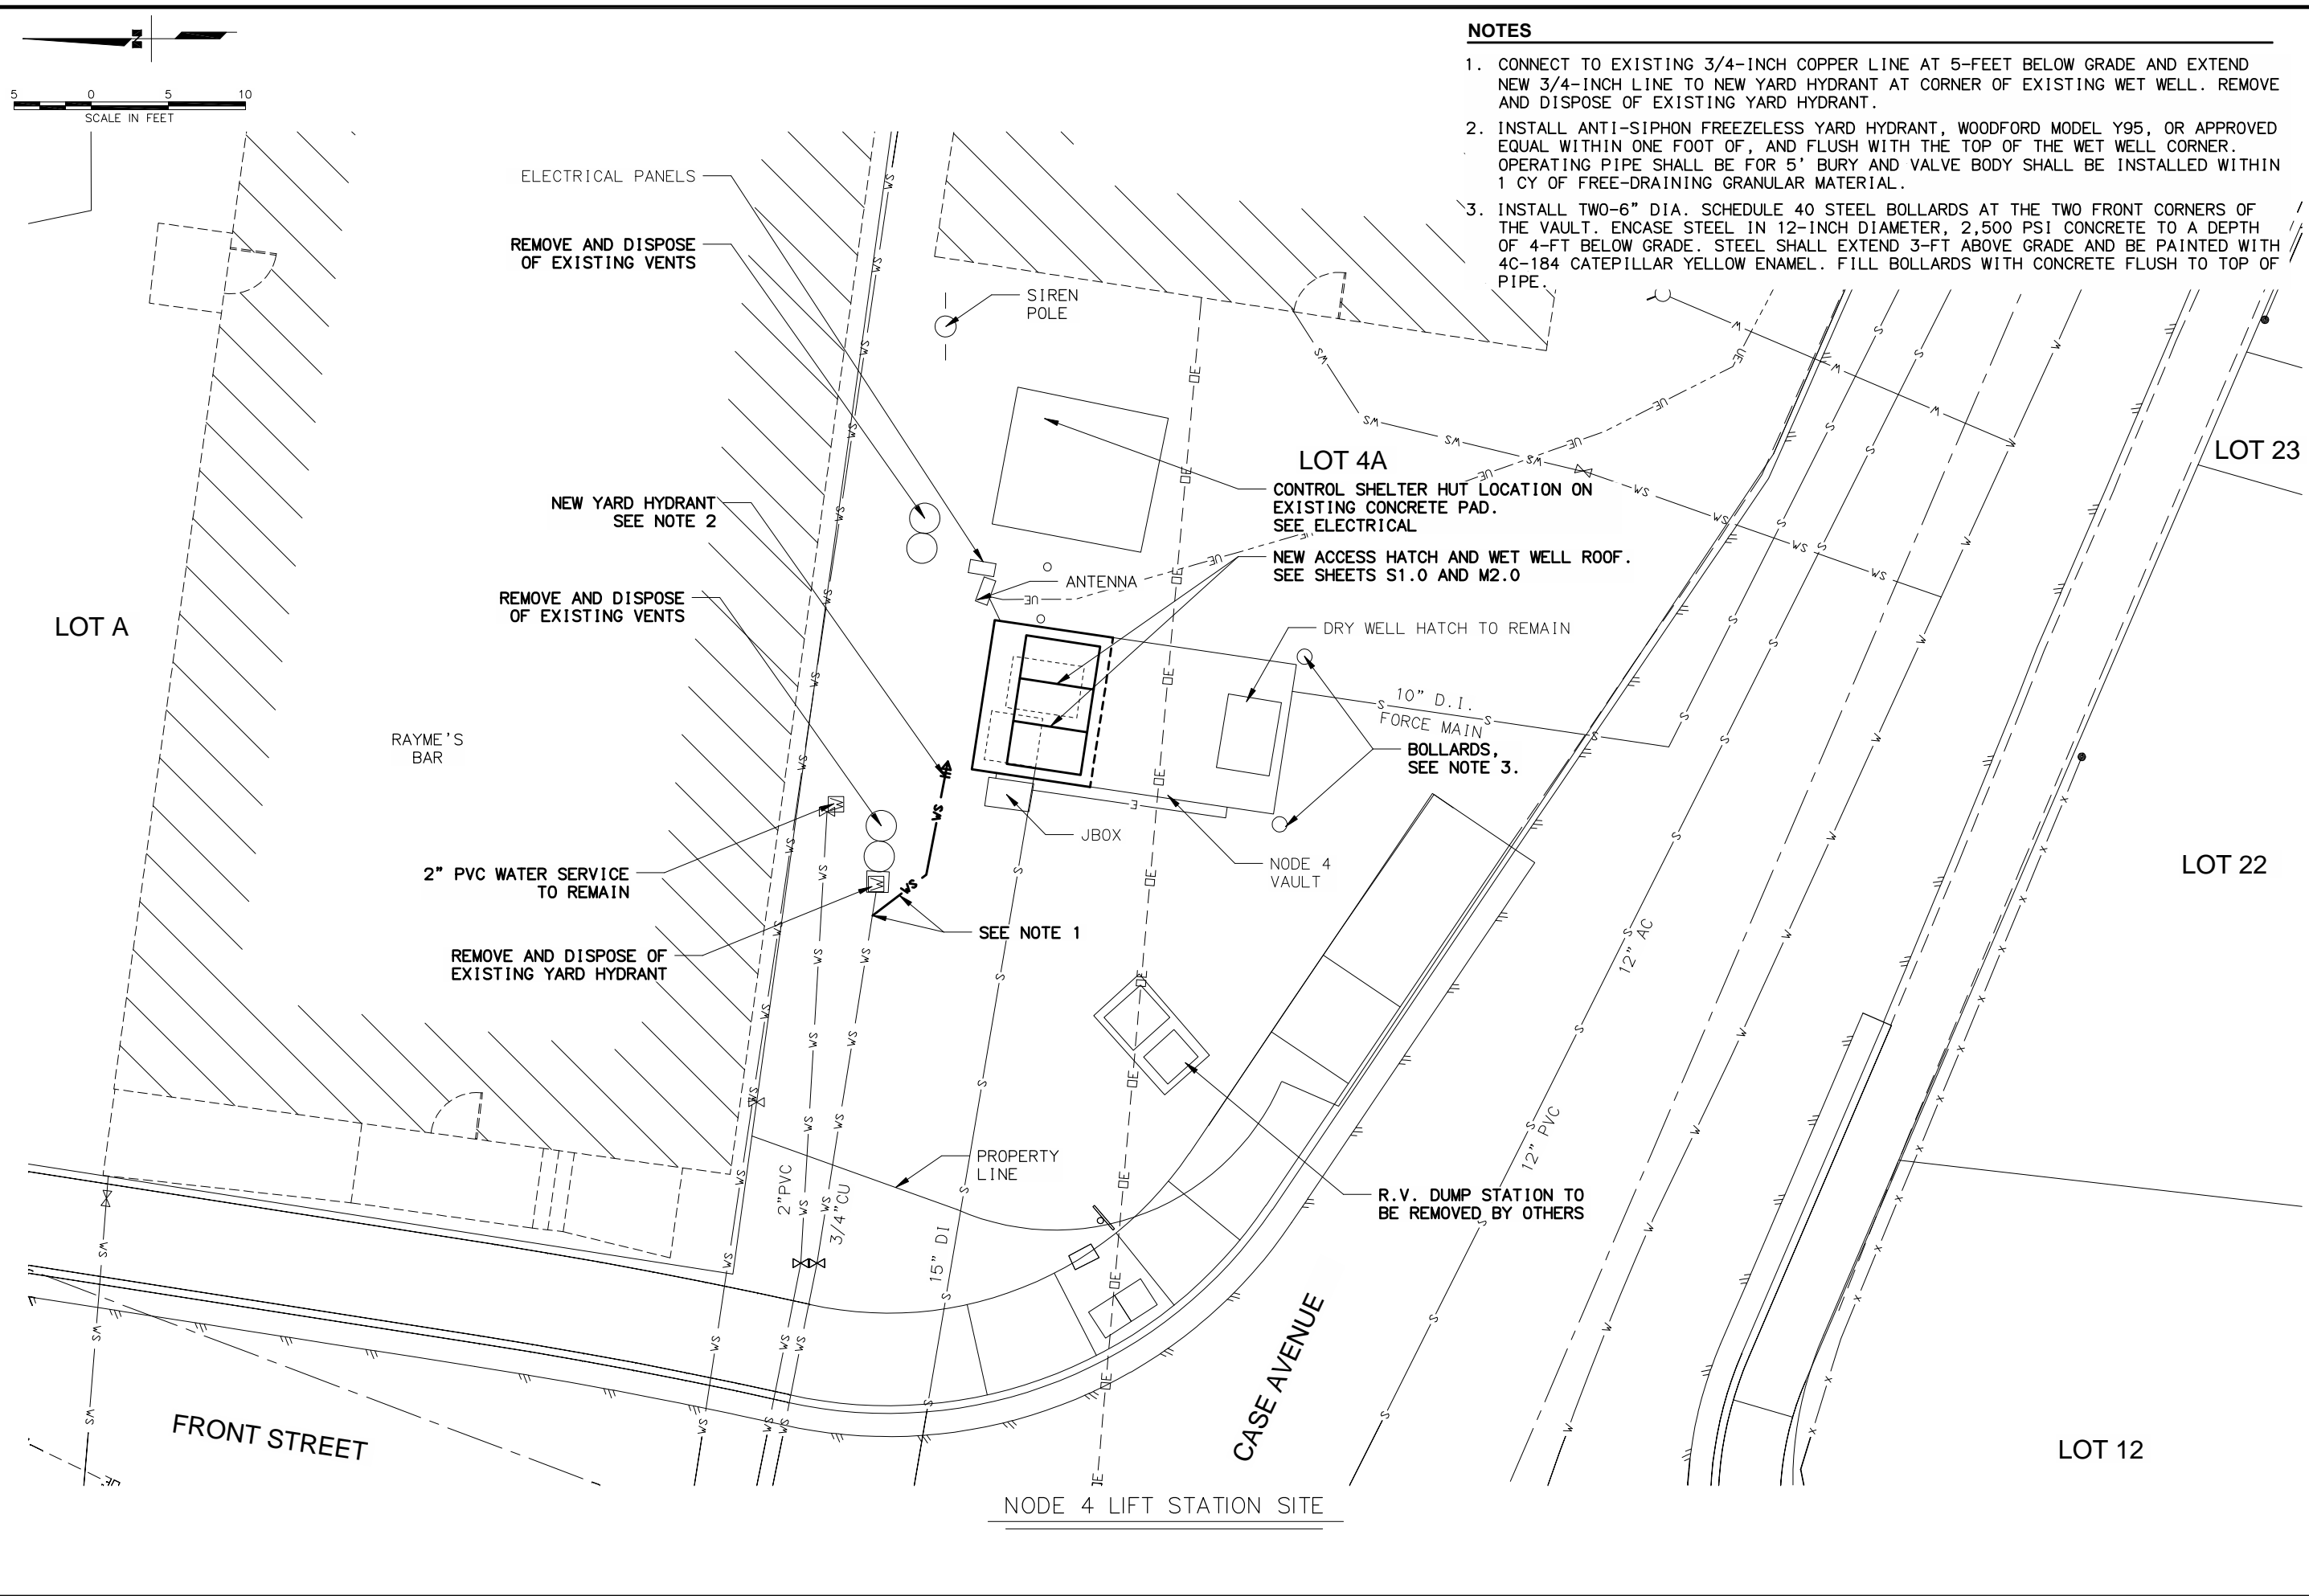 NOTES
1. CONNECT TO EXISTING 3/4-INCH COPPER LINE AT 5-FEET BELOW GRADE AND EXTEND
NEW 3/4-INCH LINE TO NEW YARD HYDRANT AT CORNER OF EXISTING WET WELL. REMOVE
AND DISPOSE OF EXISTING YARD HYDRANT.
2. INSTALL ANTI-SIPHON FREEZELESS YARD HYDRANT, WOODFORD MODEL Y95, OR APPROVED
EQUAL WITHIN ONE FOOT OF, AND FLUSH WITH THE TOP OF THE WET WELL CORNER.
OPERATING PIPE SHALL BE FOR 5' BURY AND VALVE BODY SHALL BE INSTALLED WITHIN
1 CY OF FREE-DRAINING GRANULAR MATERIAL.
3. INSTALL TWO-6" DIA. SCHEDULE 40 STEEL BOLLARDS AT THE TWO FRONT CORNERS OF
THE VAULT. ENCASE STEEL IN 12-INCH DIAMETER, 2,500 PSI CONCRETE TO A DEPTH
OF 4-FT BELOW GRADE. STEEL SHALL EXTEND 3-FT ABOVE GRADE AND BE PAINTED WITH
4C-184 CATEPILLAR YELLOW ENAMEL. FILL BOLLARDS WITH CONCRETE FLUSH TO TOP OF
PIPE.
N
5 0 5 10
SCALE IN FEET
ELECTRICAL PANELS
REMOVE AND DISPOSE
OF EXISTING VENTS
SIREN
POLE
LOT 4A
LOT 23
CONTROL SHELTER HUT LOCATION ON
EXISTING CONCRETE PAD.
SEE ELECTRICAL
NEW YARD HYDRANT
SEE NOTE 2
NEW ACCESS HATCH AND WET WELL ROOF.
SEE SHEETS S1.0 AND M2.0
ANTENNA
REMOVE AND DISPOSE
OF EXISTING VENTS
LOT A
DRY WELL HATCH TO REMAIN
10" D.I.
FORCE MAIN
RAYME'S
BAR
BOLLARDS,
SEE NOTE 3.
JBOX
NODE 4
VAULT
LOT 22
2" PVC WATER SERVICE
TO REMAIN
SEE NOTE 1
12" AC
REMOVE AND DISPOSE OF
EXISTING YARD HYDRANT
12" PVC
PROPERTY
LINE
2"PVC
3/4"CU
15" DI
R.V. DUMP STATION TO
BE REMOVED BY OTHERS
CASE AVENUE
FRONT STREET
LOT 12
NODE 4 LIFT STATION SITE